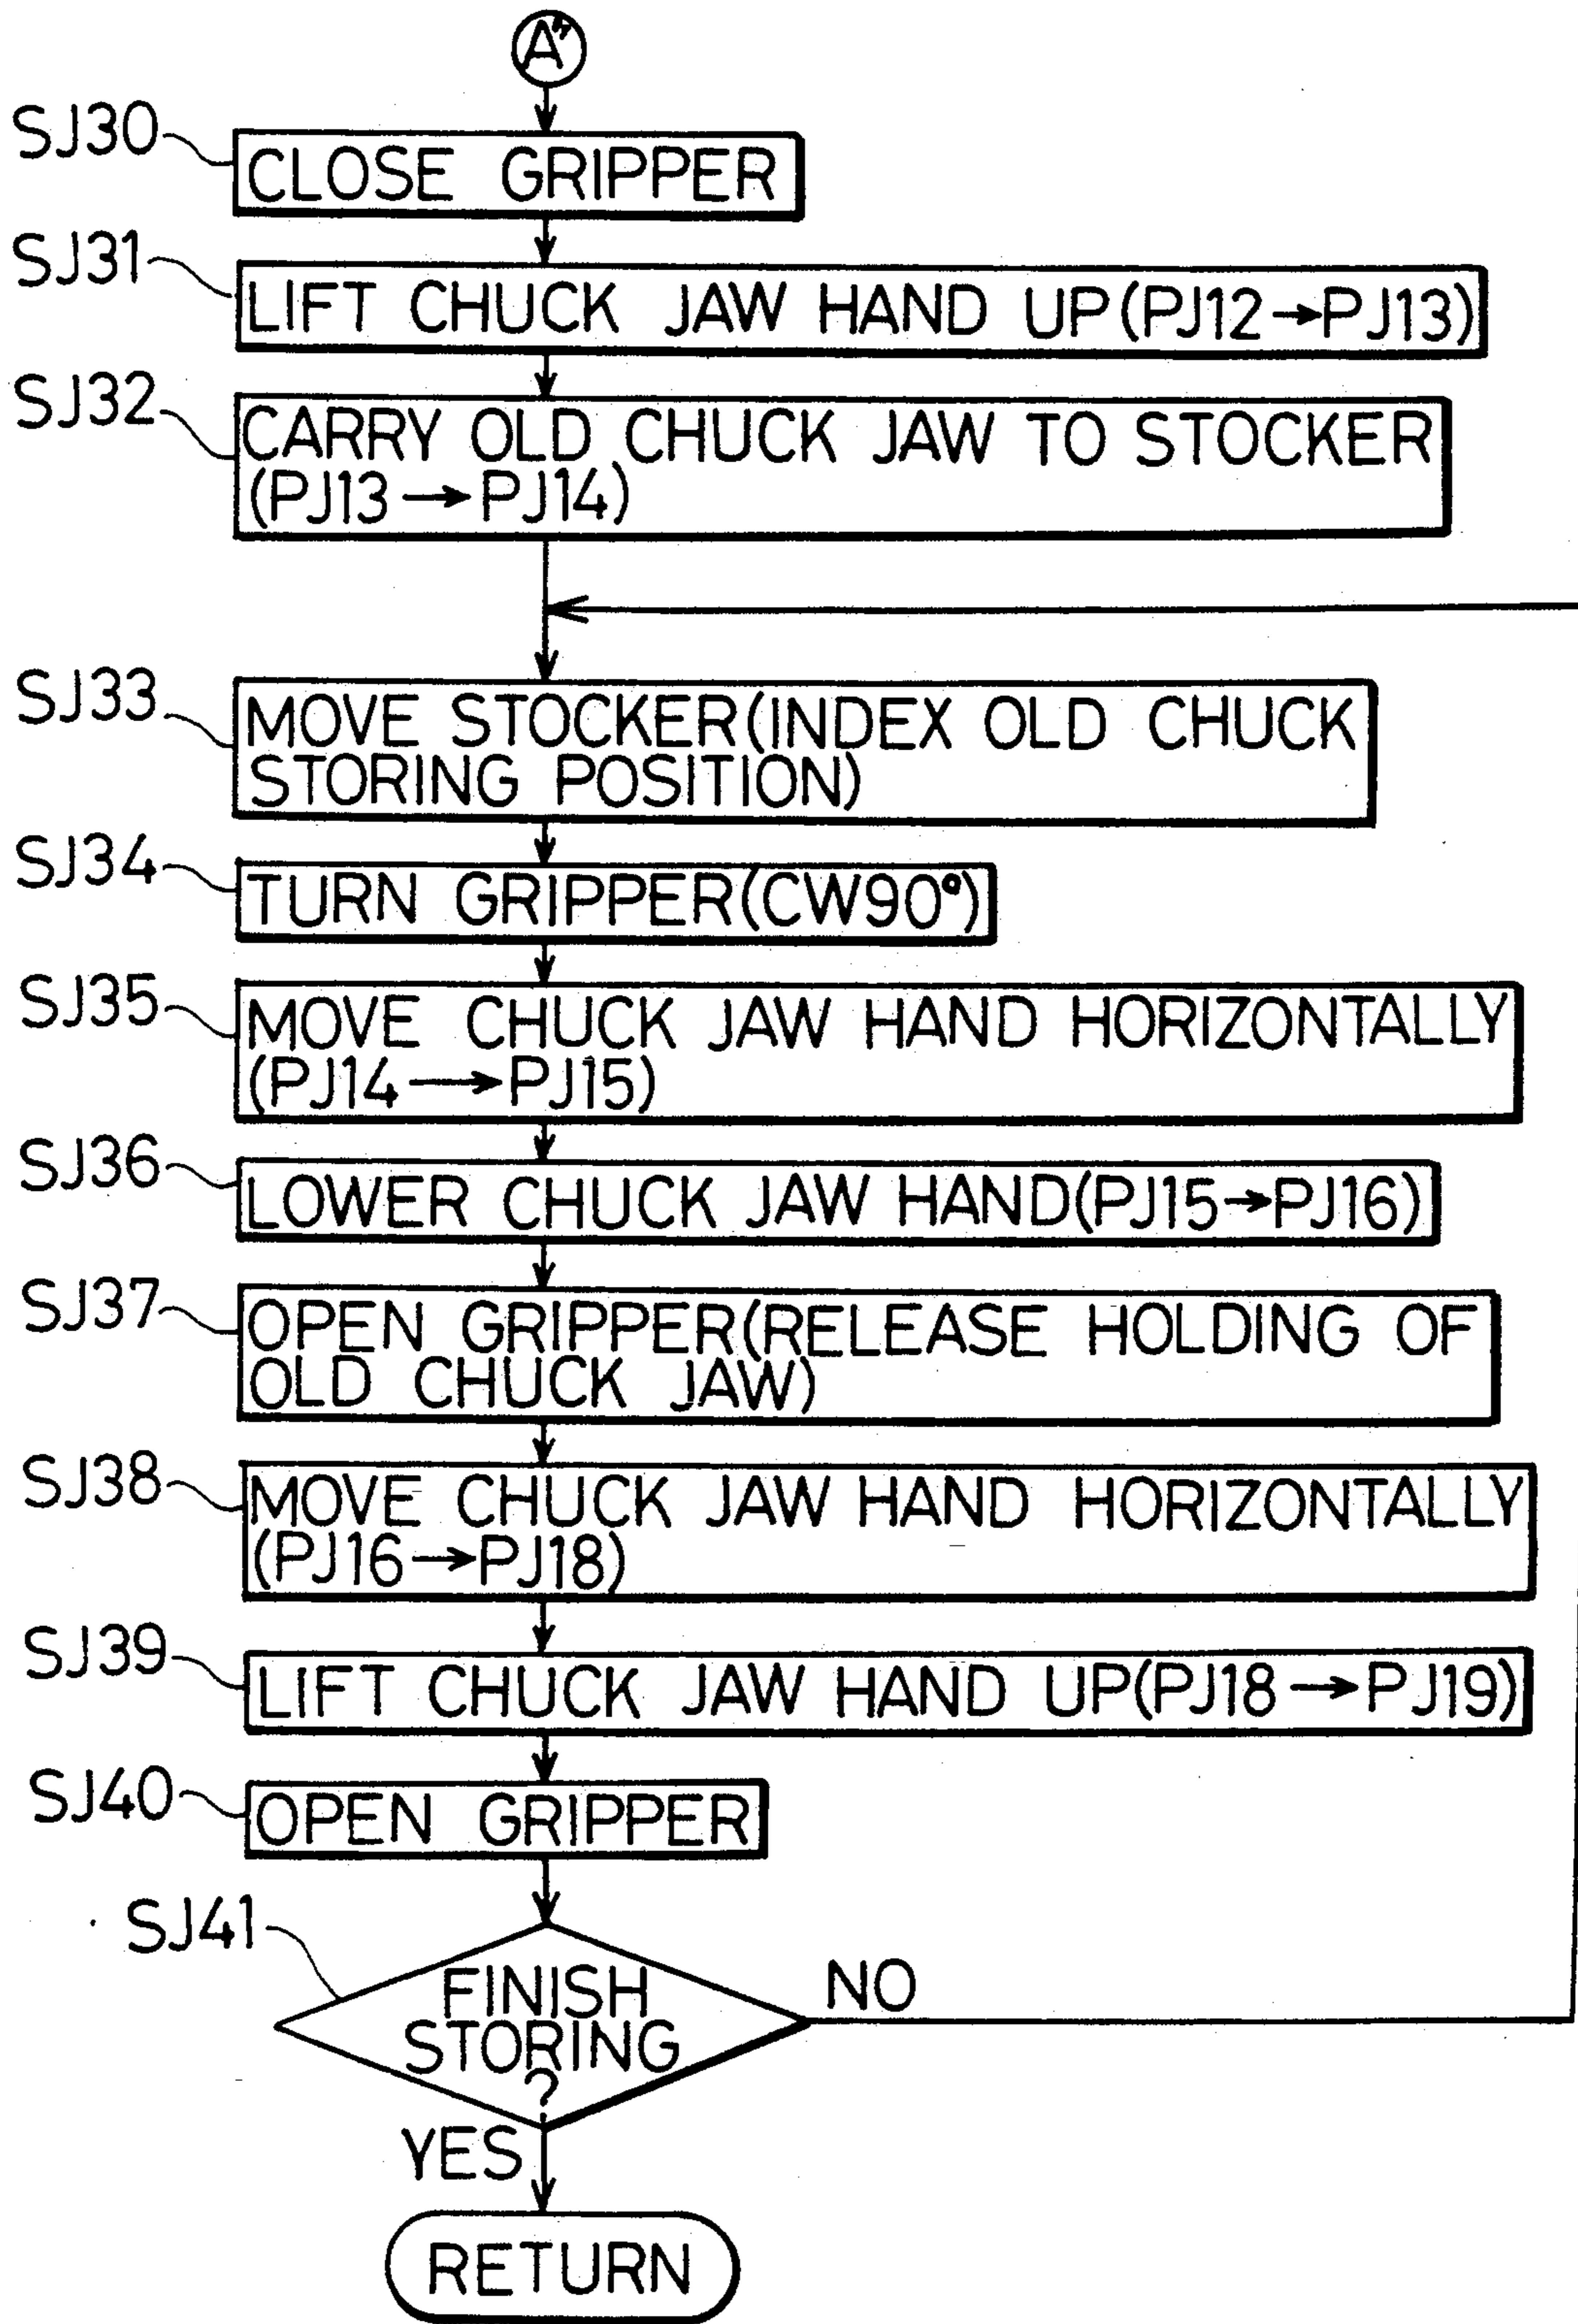 A"
SJ30
CLOSE GRIPPER
SJ31
LIFT CHUCK JAW HAND UP(PJ12→PJ13)
SJ32
CARRY OLD CHUCK JAW TO STOCKER
(PJ13→PJ14)
SJ33
MOVE STOCKER(INDEX OLD CHUCK
STORING POSITION)
SJ34
TURN GRIPPER(CW90°)
SJ35
MOVE CHUCK JAW HAND HORIZONTALLY
(PJ14→PJ15)
SJ36
LOWER CHUCK JAW HAND(PJ15→PJ16)
SJ37
OPEN GRIPPER(RELEASE HOLDING OF
OLD CHUCK JAW)
SJ38
MOVE CHUCK JAW HAND HORIZONTALLY
(PJ16→PJ18)
SJ39
LIFT CHUCK JAW HAND UP(PJ18→PJ19)
SJ40
OPEN GRIPPER
SJ41
FINISH
STORING
?
NO
YES
RETURN